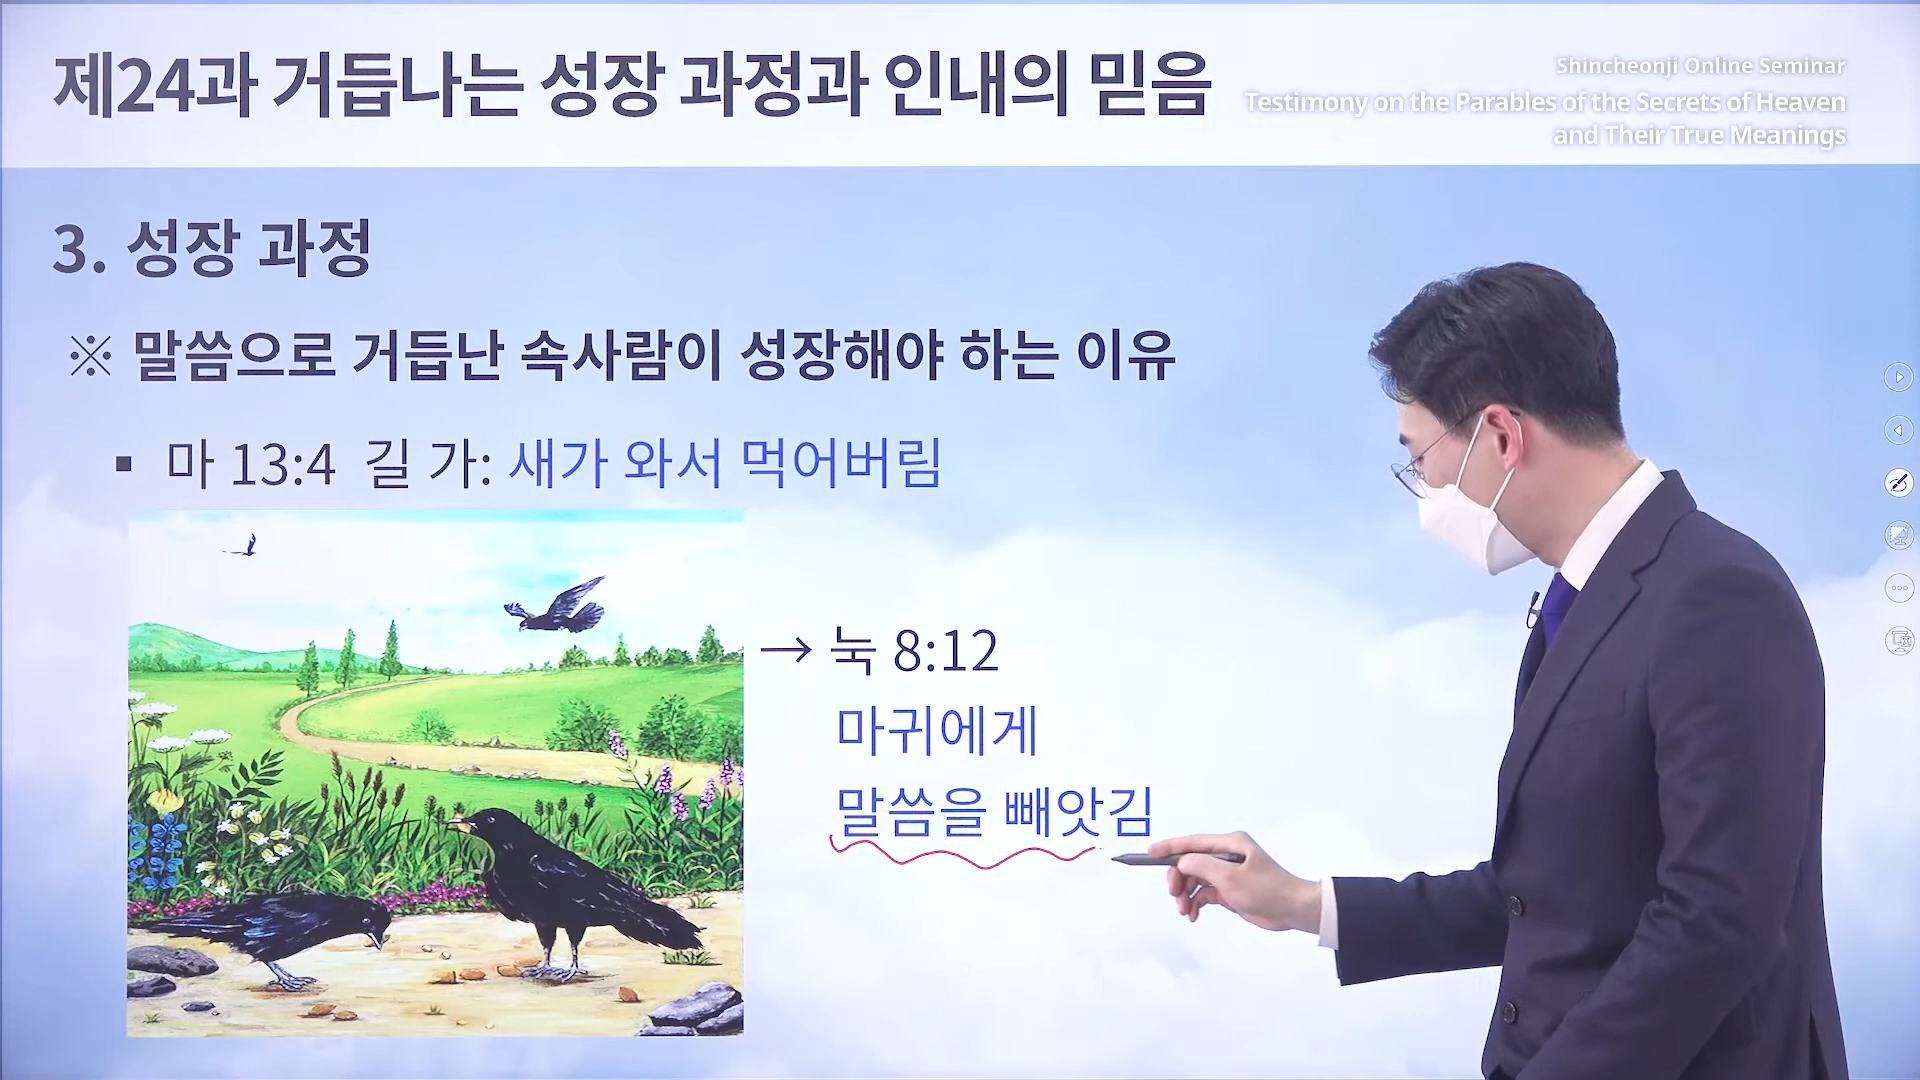 제24과 거듭나는 성장 과정과 인내의 믿음
Shincheonji Online Seminar
Testimony on the Parables of the Secrets of Heaven
and Their True Meanings
3. 성장 과정
※ 말씀으로 거듭난 속사람이 성장해야 하는 이유
▪ 마 13:4 길 가: 새가 와서 먹어버림
→ 눅 8:12
마귀에게
말씀을 빼앗김